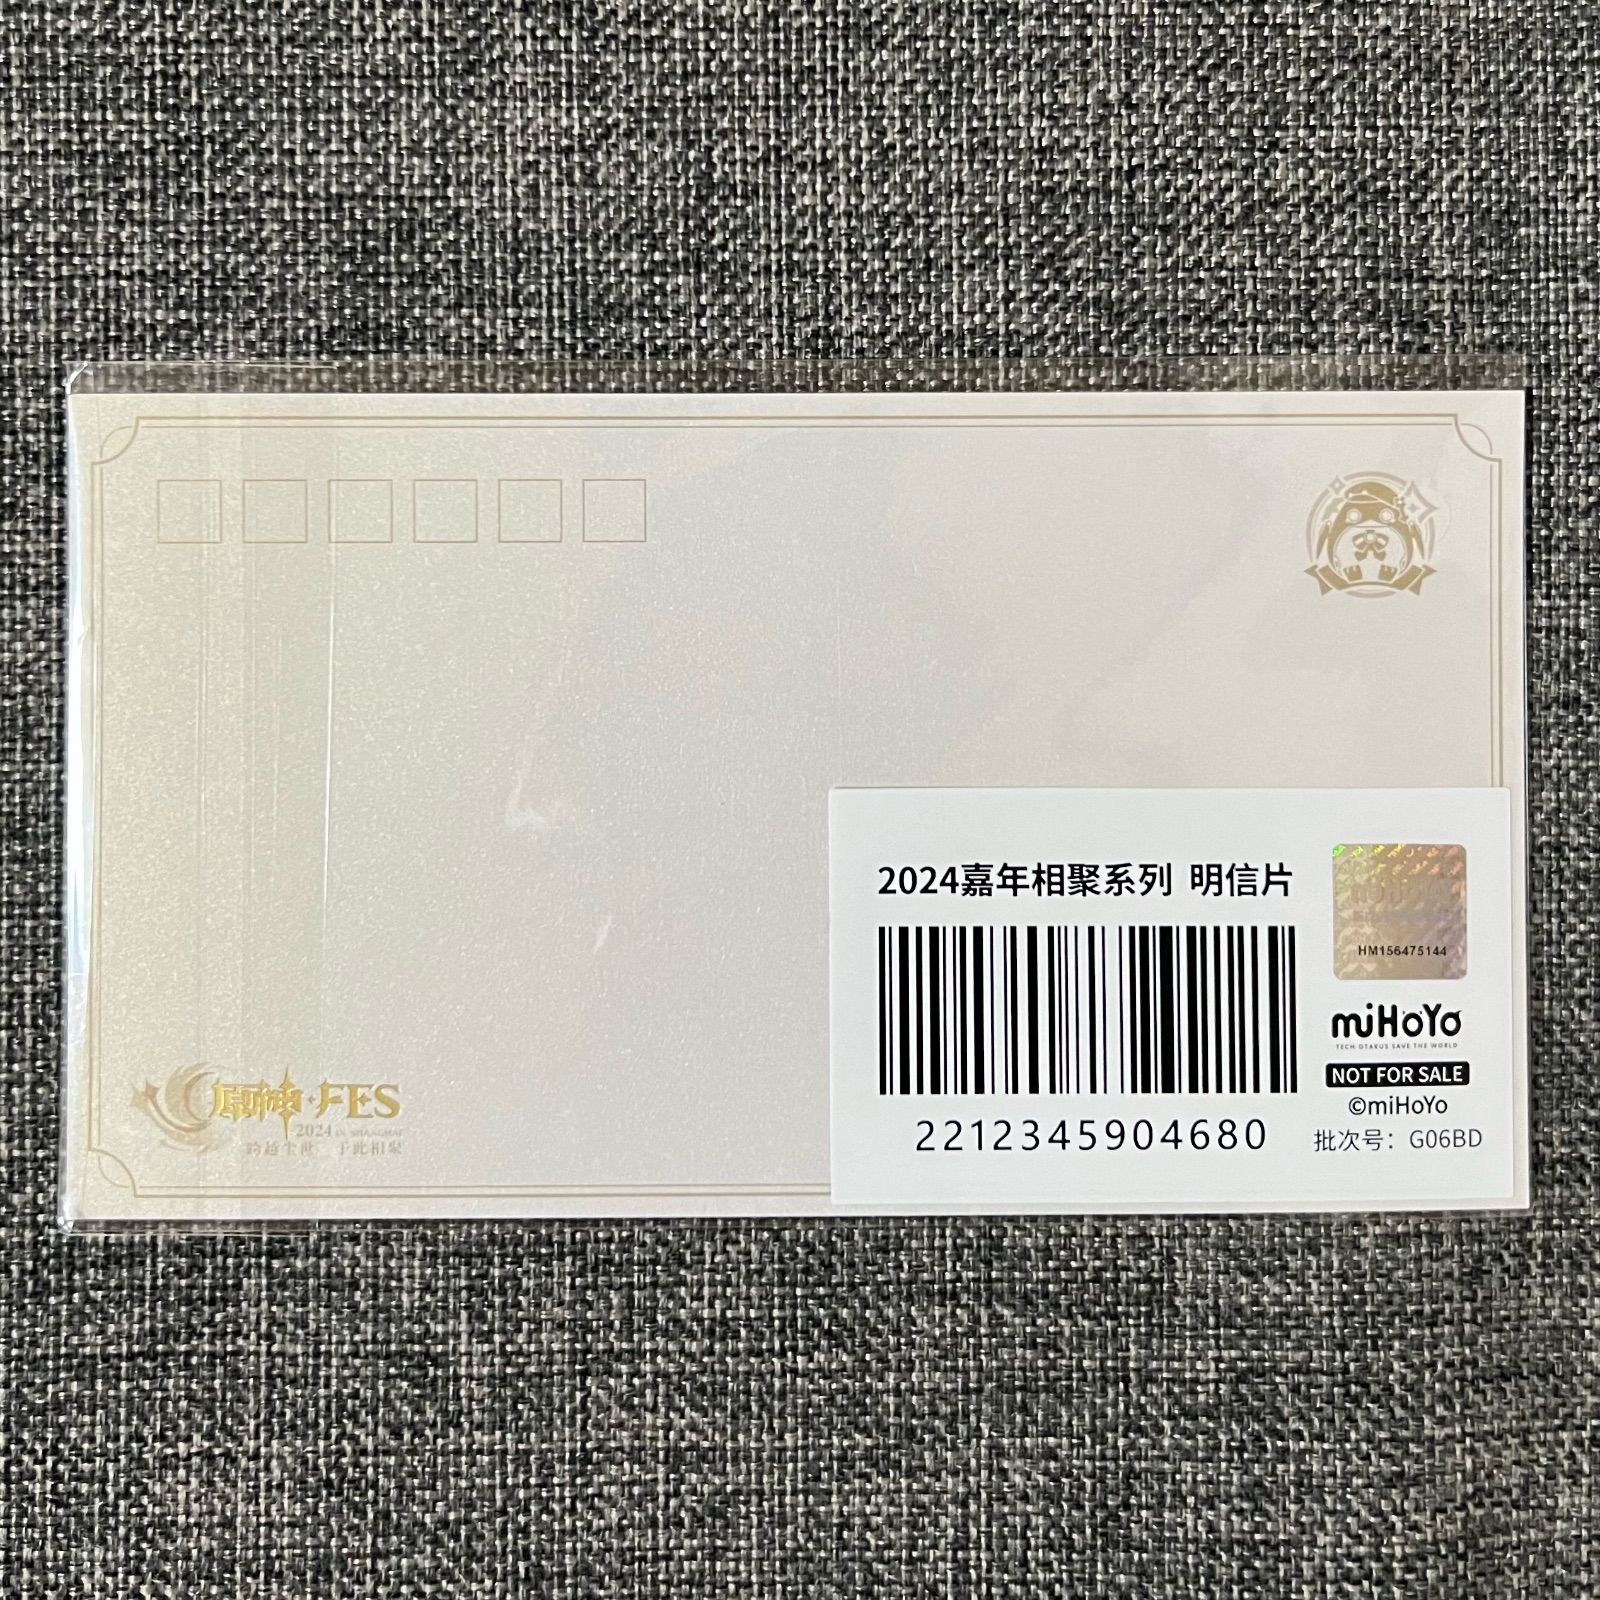 2024嘉年相聚系列 明信片
HM156475144
miHoYo
TECH OTAKUS SAVE THE WORLD
NOT FOR SALE
©miHoYo
2212345904680
批次号：G06BD
原神·FES
2024 IN SHANGHAI
跨越尘世 于此相聚